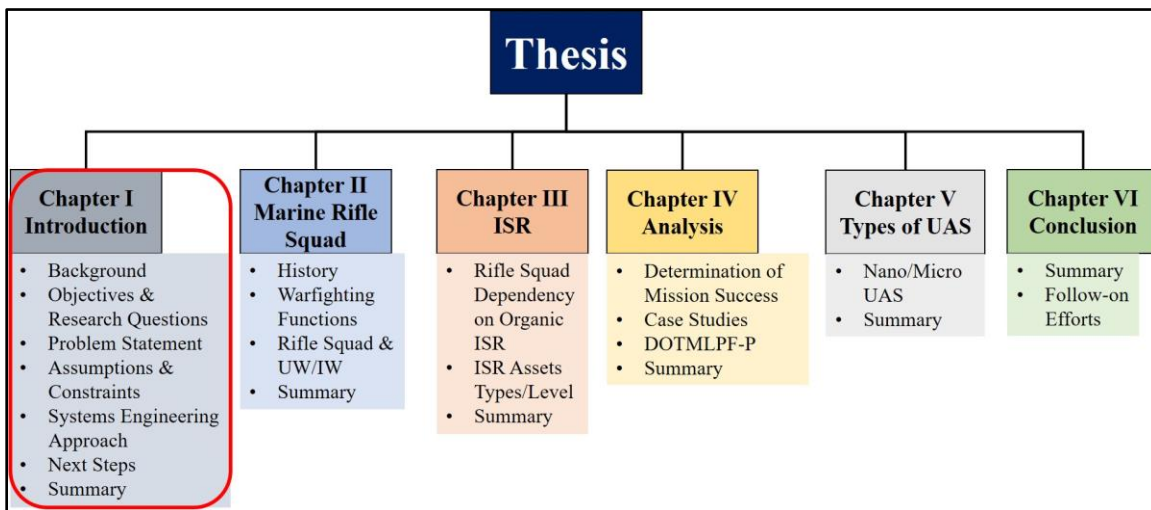 Thesis
Chapter I
Introduction
• Background
• Objectives &
Research Questions
• Problem Statement
• Assumptions &
Constraints
• Systems Engineering
Approach
• Next Steps
• Summary
Chapter II
Marine Rifle
Squad
• History
• Warfighting
Functions
• Rifle Squad &
UW/IW
• Summary
Chapter III
ISR
• Rifle Squad
Dependency
on Organic
ISR
• ISR Assets
Types/Level
• Summary
Chapter IV
Analysis
• Determination of
Mission Success
• Case Studies
• DOTMLPF-P
• Summary
Chapter V
Types of UAS
• Nano/Micro
UAS
• Summary
Chapter VI
Conclusion
• Summary
• Follow-on
Efforts